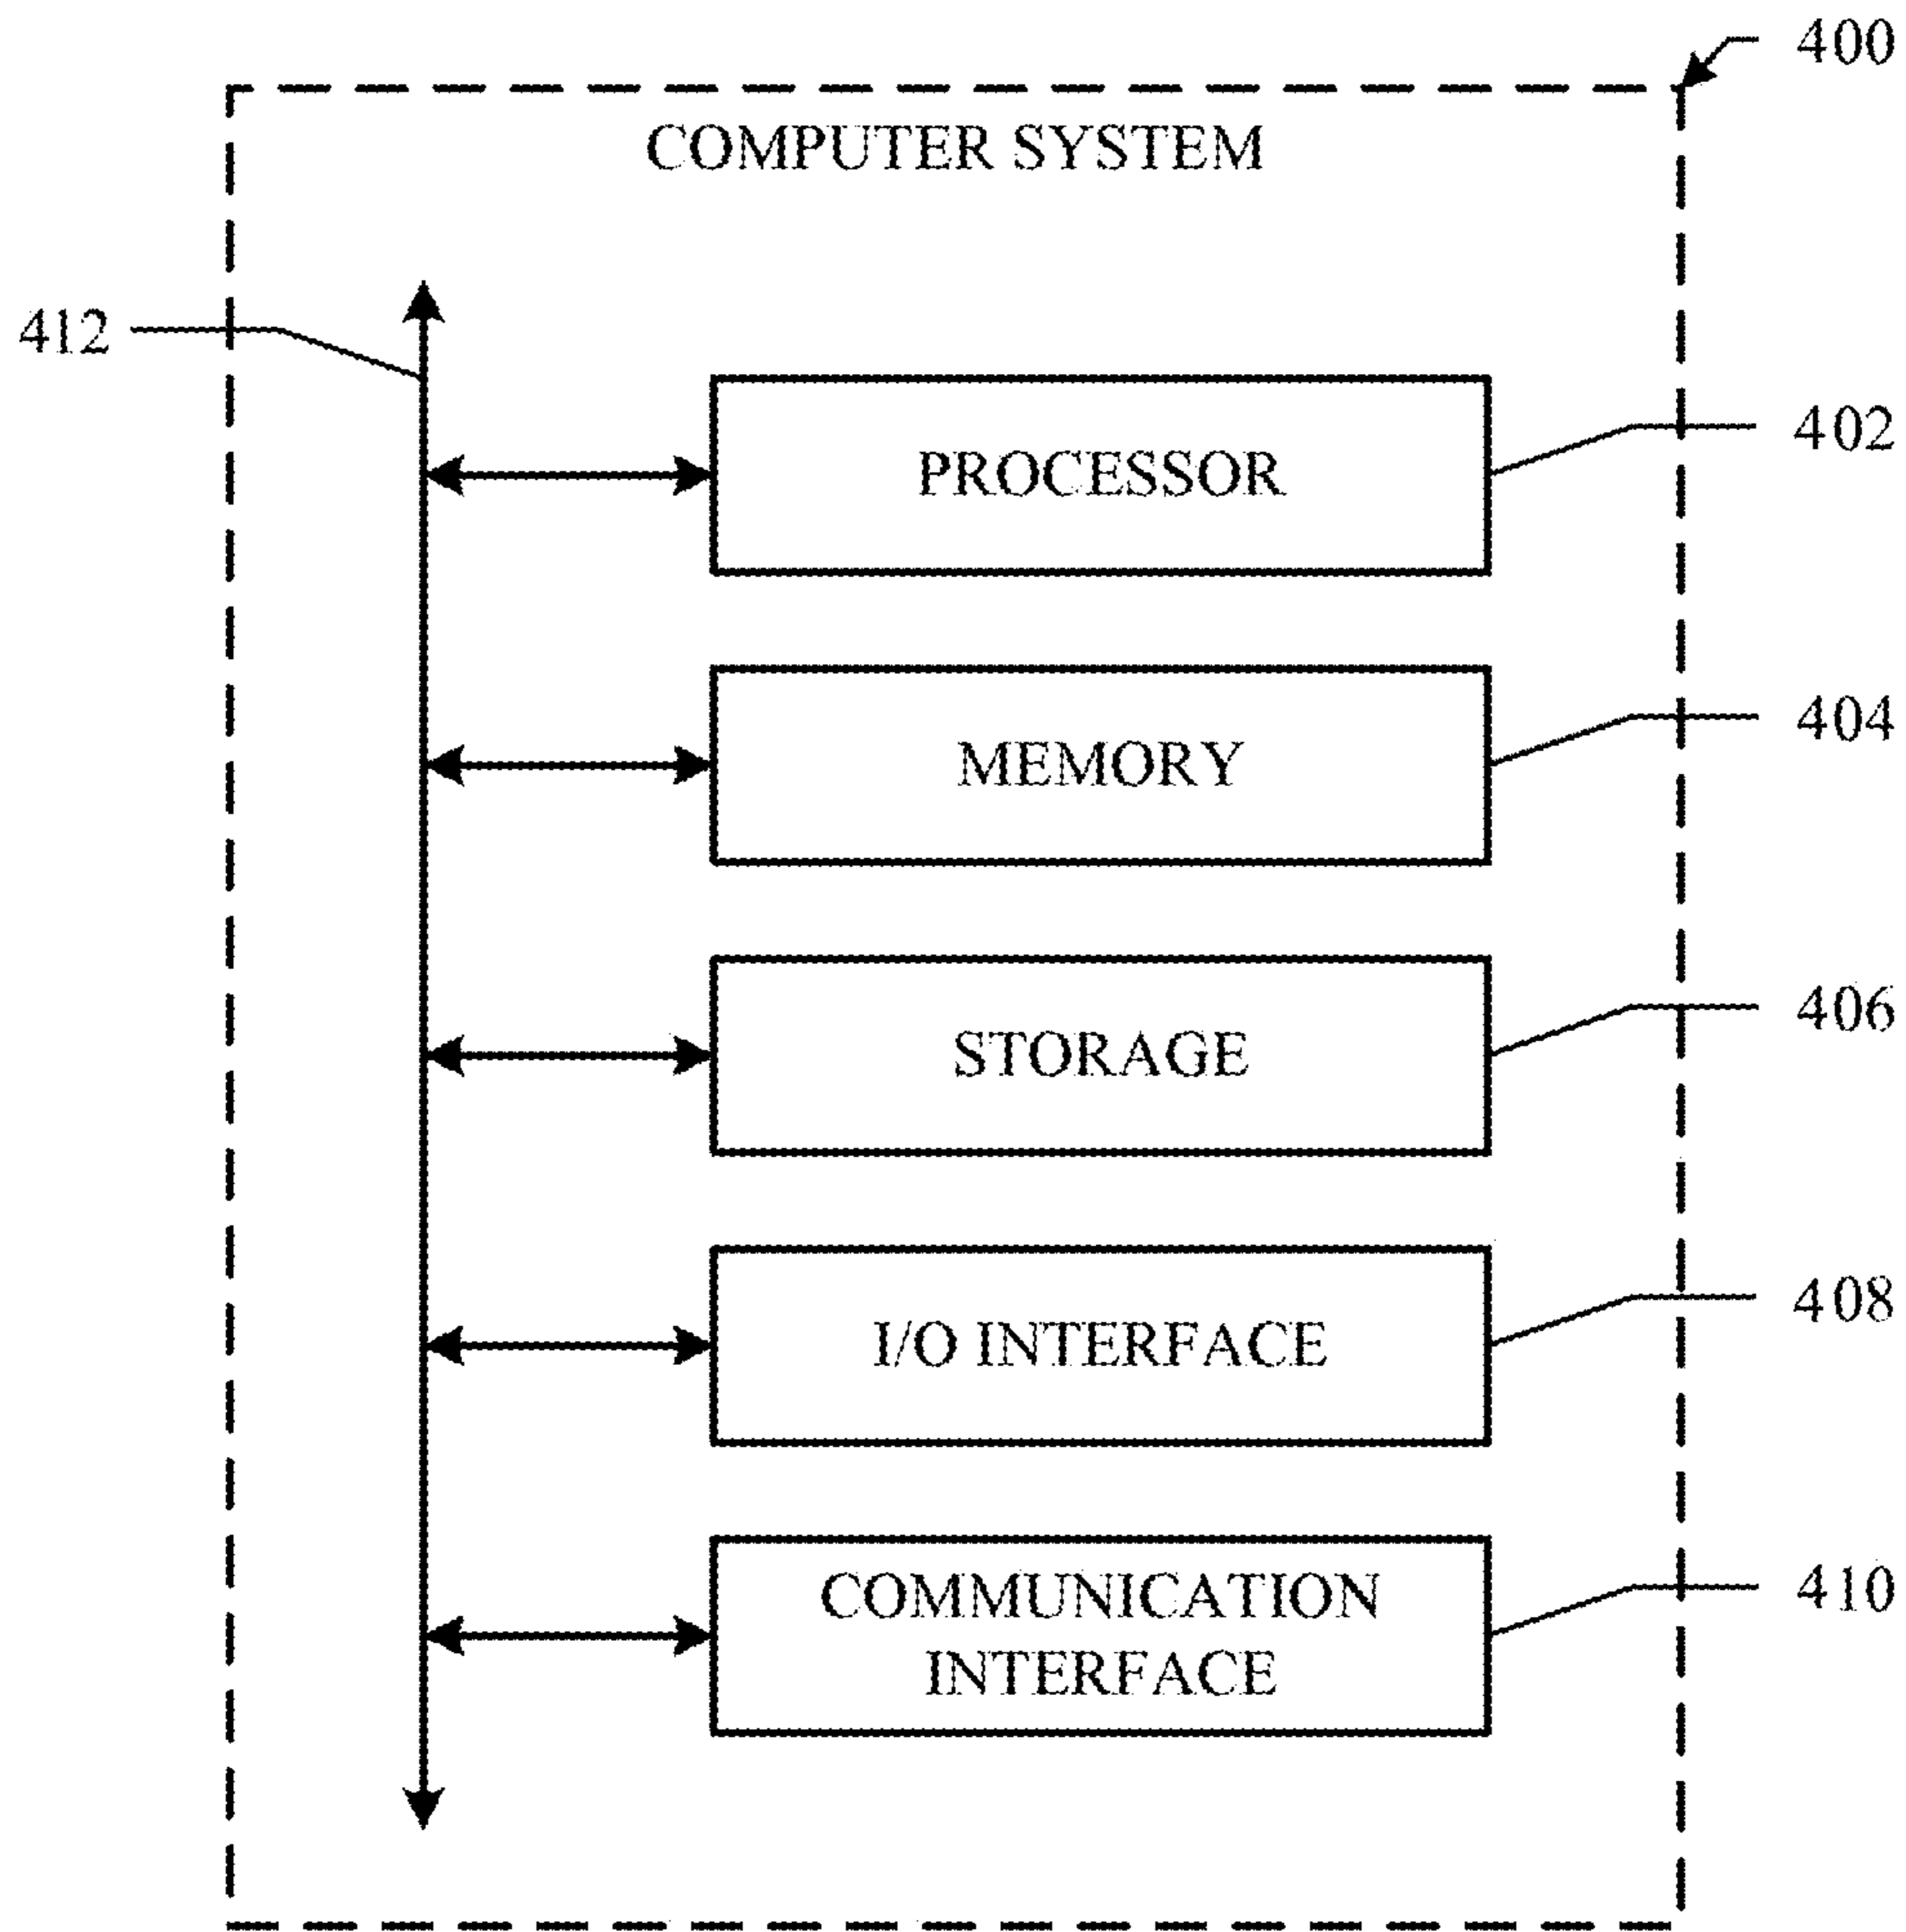 400
COMPUTER SYSTEM
412
402
PROCESSOR
404
MEMORY
406
STORAGE
408
I/O INTERFACE
410
COMMUNICATION
INTERFACE